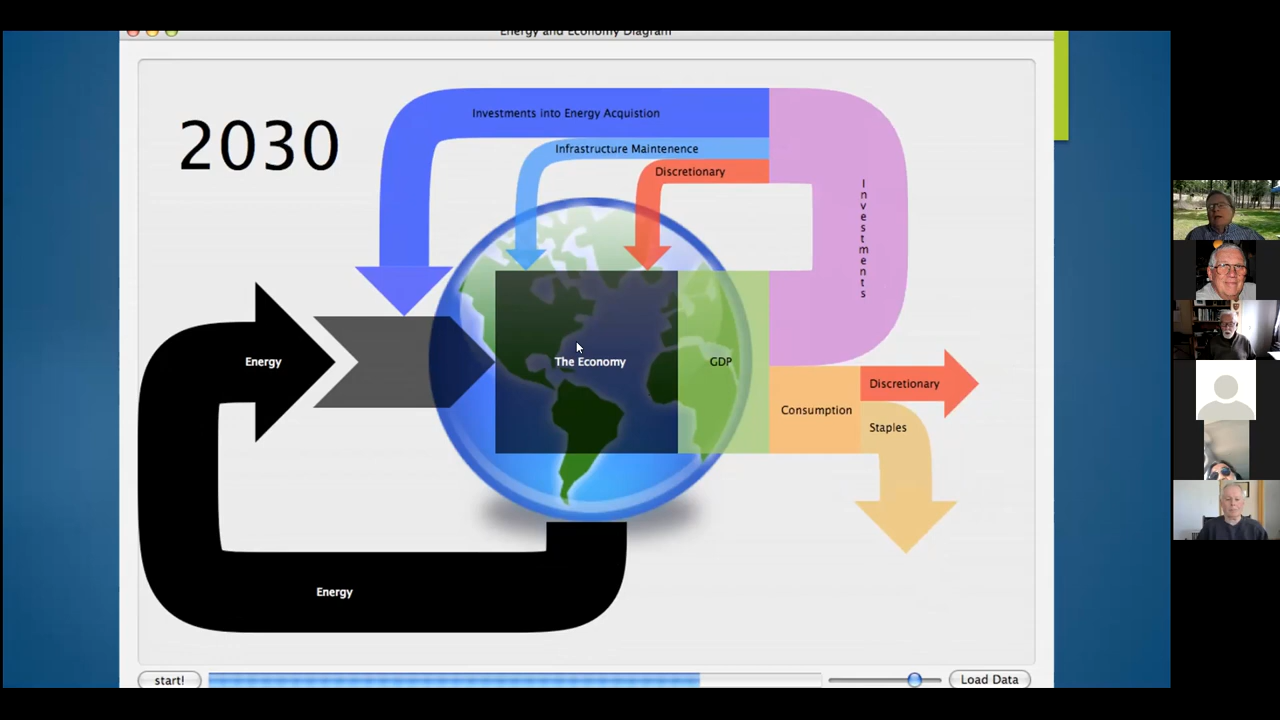 Energy and Economy Diagram
2030
Investments into Energy Acquistion
Infrastructure Maintenence
Discretionary
Investments
Energy
The Economy
GDP
Discretionary
Consumption
Staples
Energy
start!
Load Data